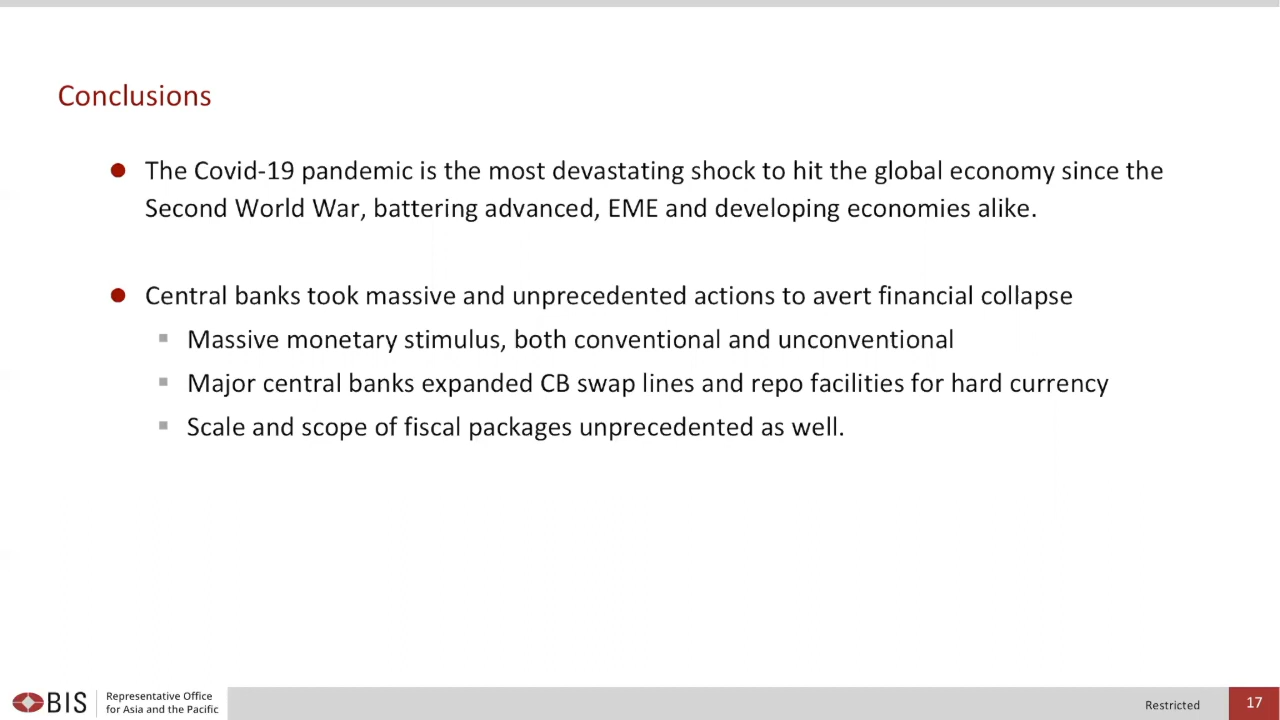 Conclusions
The Covid-19 pandemic is the most devastating shock to hit the global economy since the
Second World War, battering advanced, EME and developing economies alike.
Central banks took massive and unprecedented actions to avert financial collapse
Massive monetary stimulus, both conventional and unconventional
Major central banks expanded CB swap lines and repo facilities for hard currency
Scale and scope of fiscal packages unprecedented as well.
BIS
Representative Office
for Asia and the Pacific
Restricted
17